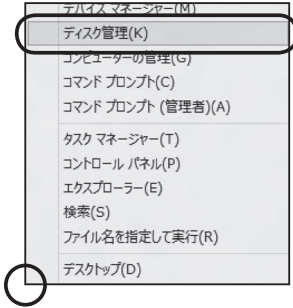 デバイス マネージャー(M)
ディスク管理(K)
コンピューターの管理(G)
コマンド プロンプト(C)
コマンド プロンプト (管理者)(A)
タスク マネージャー(T)
コントロール パネル(P)
エクスプローラー(E)
検索(S)
ファイル名を指定して実行(R)
デスクトップ(D)